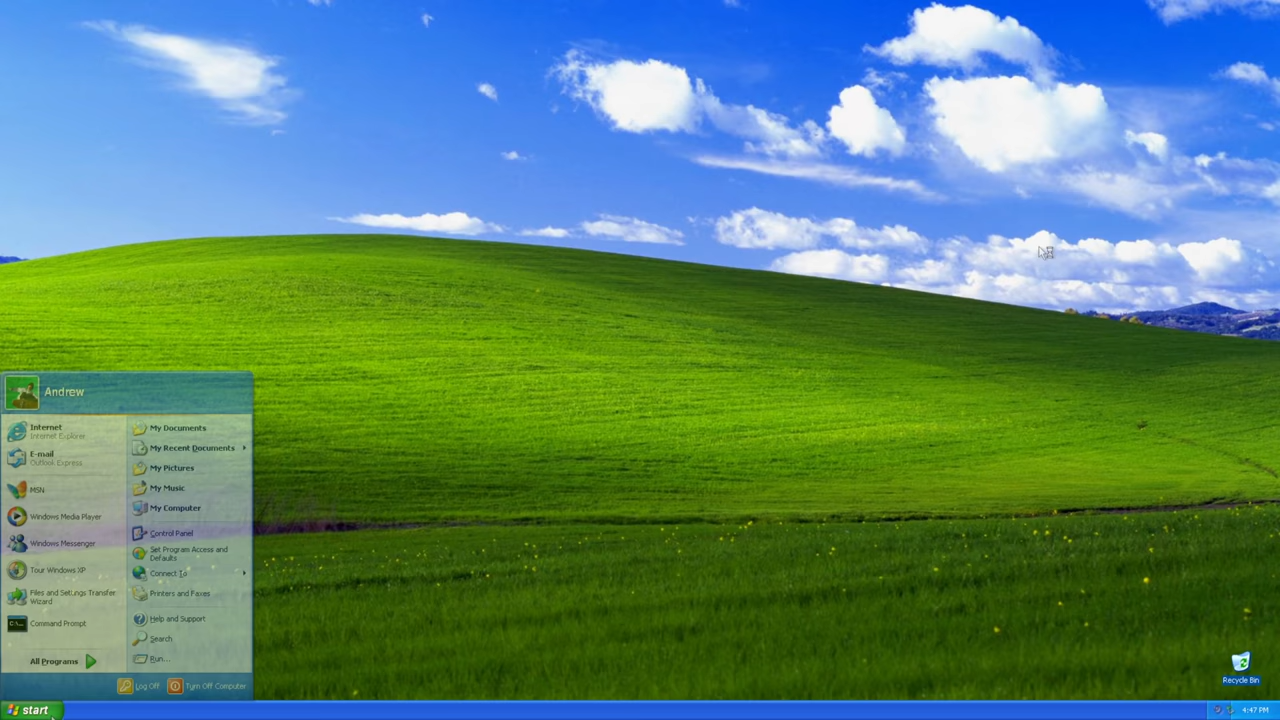 Andrew
Internet
Internet Explorer
E-mail
Outlook Express
MSN
Windows Media Player
Windows Messenger
Tour Windows XP
Files and Settings Transfer
Wizard
Command Prompt
All Programs
My Documents
My Recent Documents
My Pictures
My Music
My Computer
Control Panel
Set Program Access and
Defaults
Connect To
Printers and Faxes
Help and Support
Search
Run...
Log Off
Turn Off Computer
Recycle Bin
start
4:47 PM